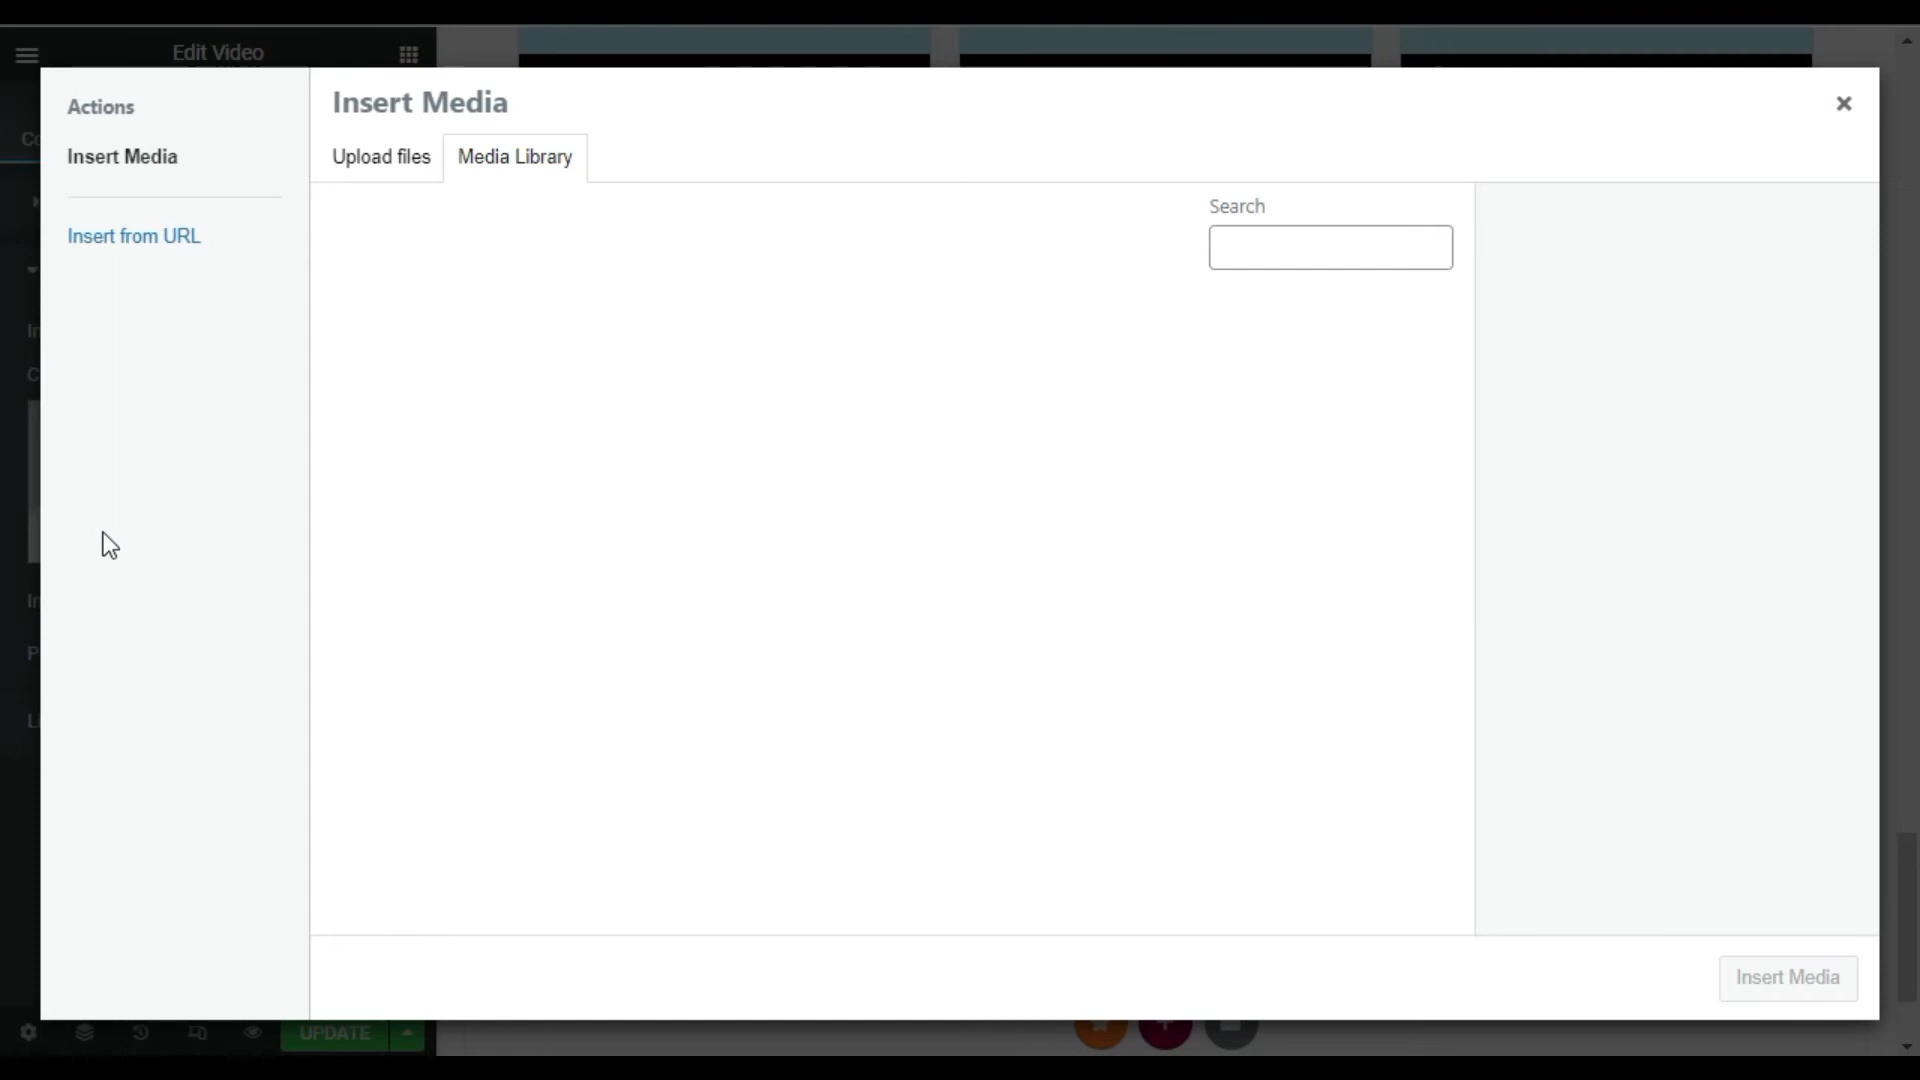 Edit Video
Actions
Insert Media
Insert from URL
Insert Media
Upload files
Media Library
Search
Insert Media
UPDATE